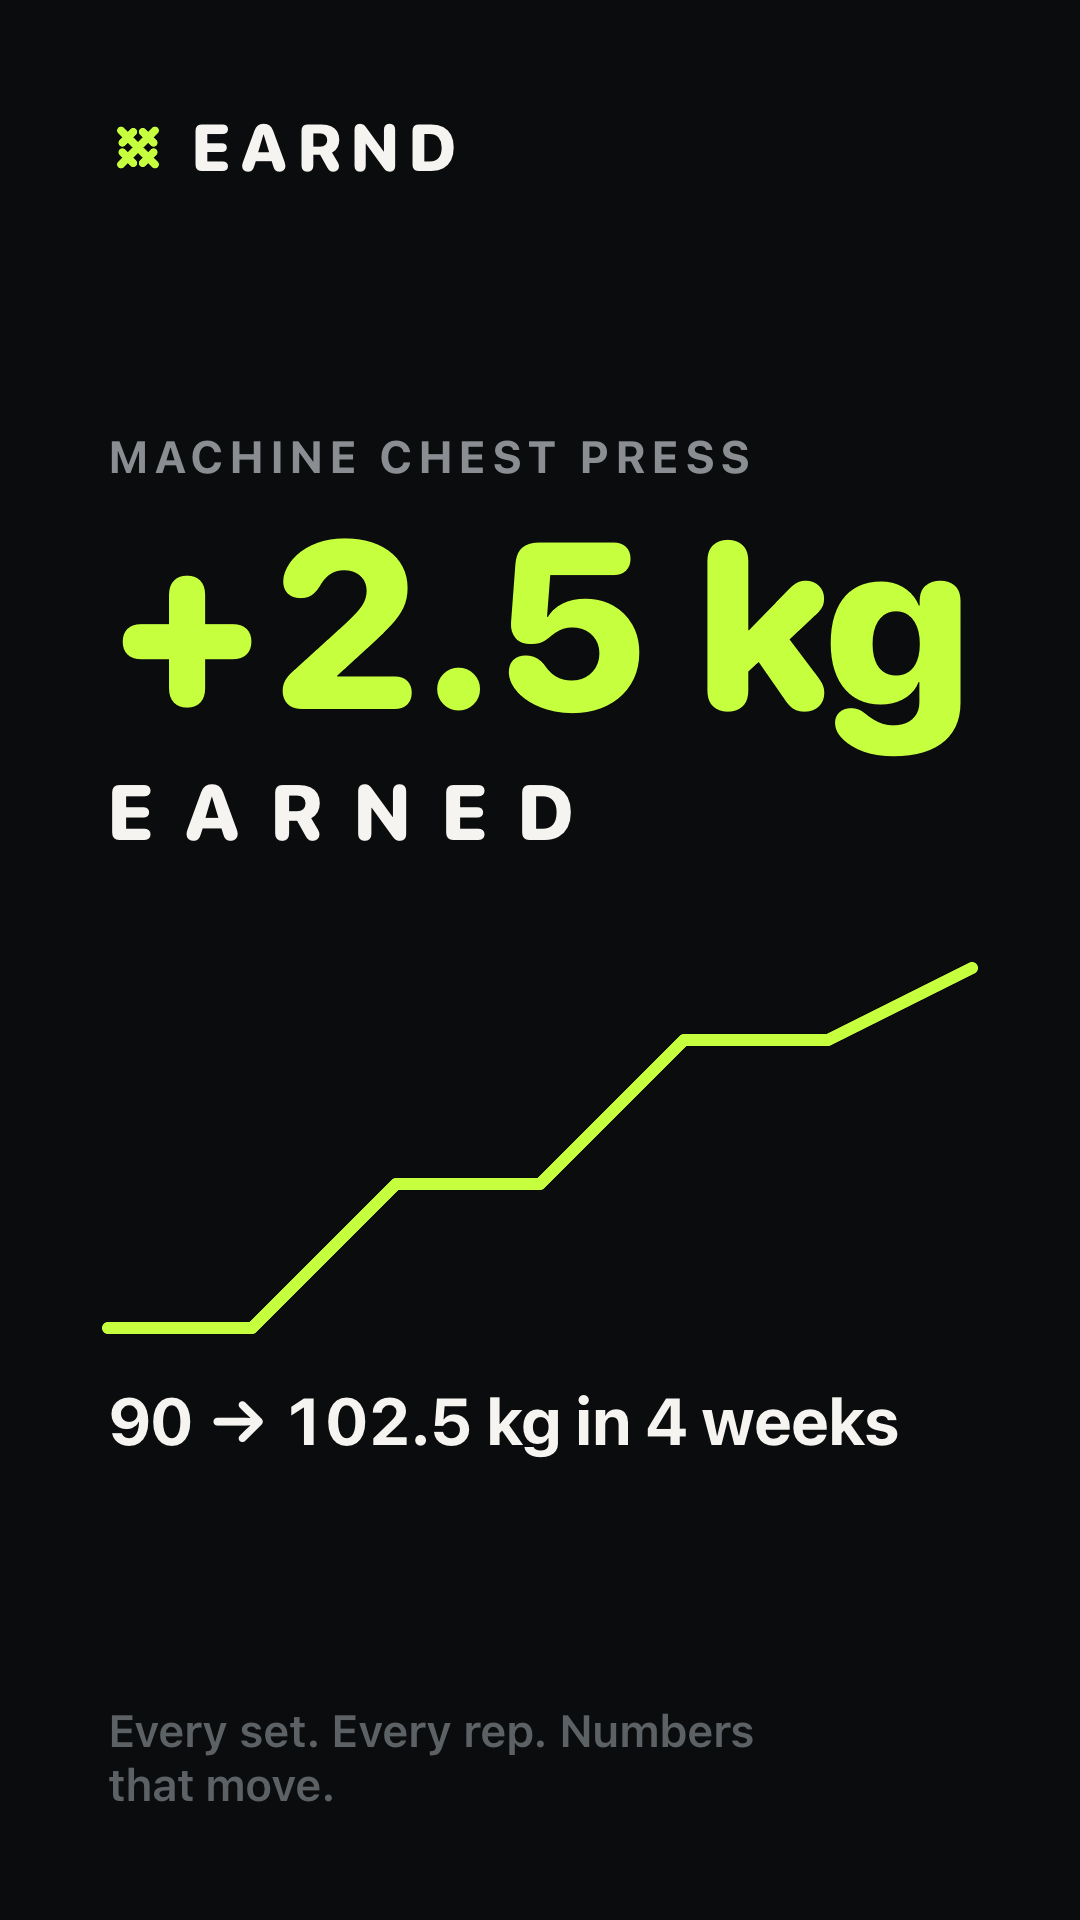 EARND
MACHINE CHEST PRESS
+2.5 kg
EARNED
90 → 102.5 kg in 4 weeks
Every set. Every rep. Numbers
that move.